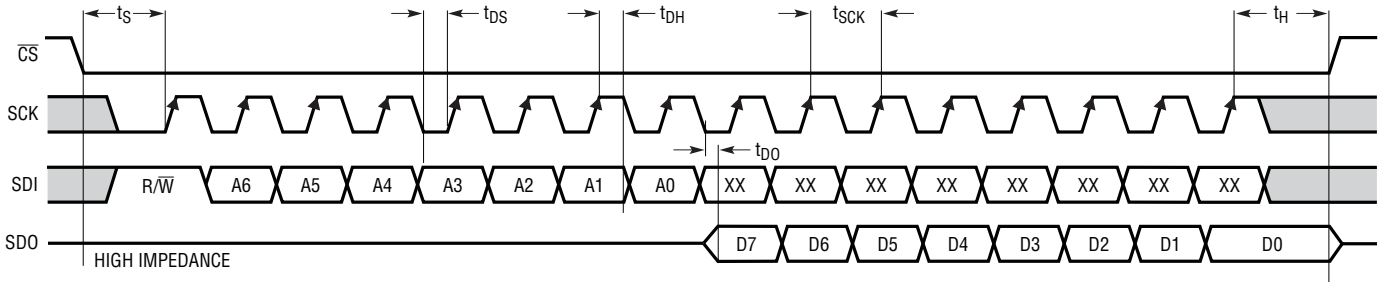 tS tDS tDH tSCK tH
C̅S̅
SCK
tDO
SDI R/W̅ A6 A5 A4 A3 A2 A1 A0 XX XX XX XX XX XX XX XX
SDO D7 D6 D5 D4 D3 D2 D1 D0
HIGH IMPEDANCE